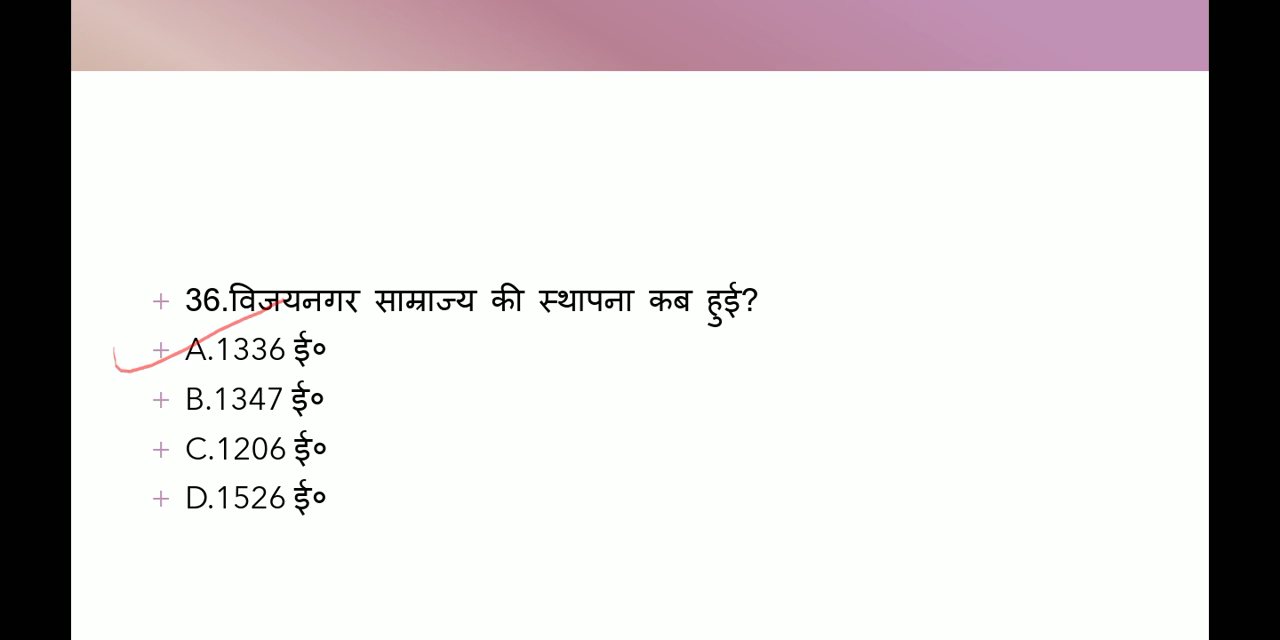 36.विजयनगर साम्राज्य की स्थापना कब हुई?
A.1336 ई०
B.1347 ई०
C.1206 ई०
D.1526 ई०